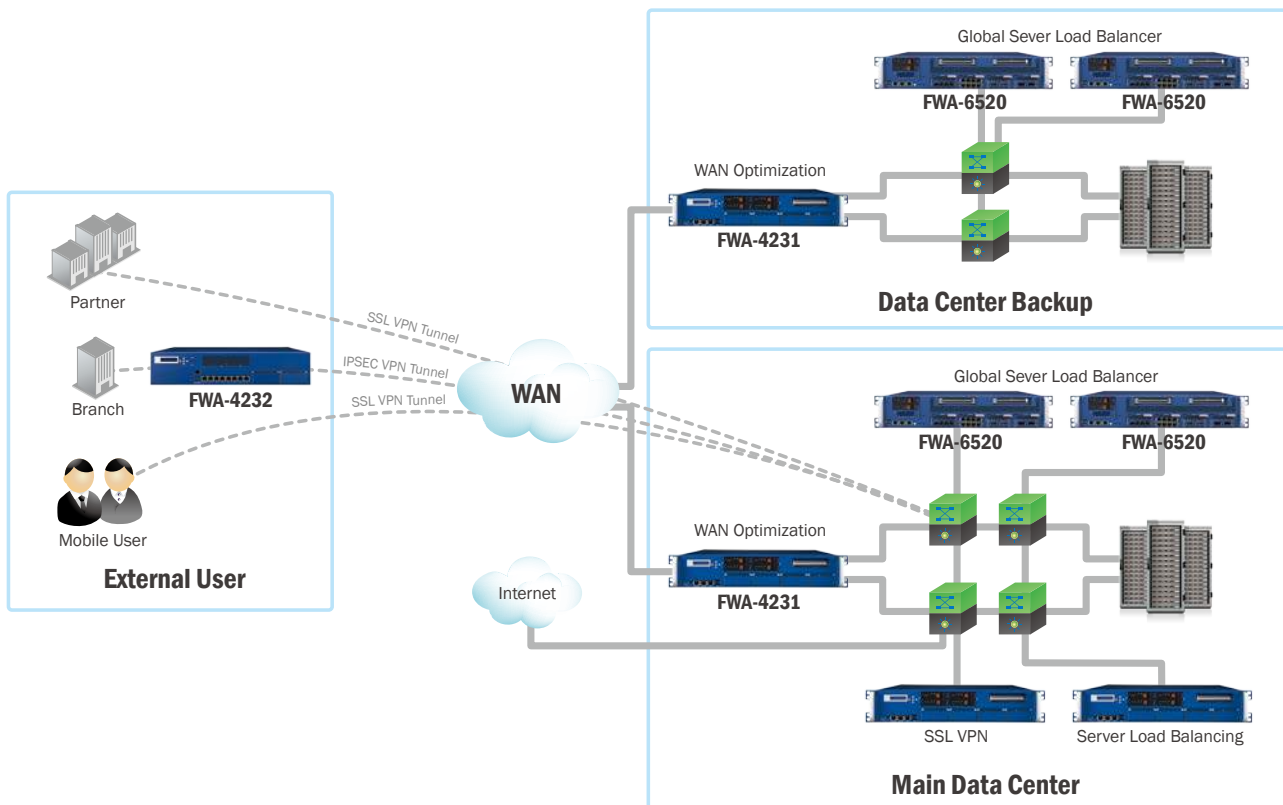 Global Sever Load Balancer
FWA-6520
FWA-6520
WAN Optimization
FWA-4231
Data Center Backup
Partner
Branch
FWA-4232
Mobile User
External User
SSL VPN Tunnel
IPSEC VPN Tunnel
SSL VPN Tunnel
WAN
Internet
Global Sever Load Balancer
FWA-6520
FWA-6520
WAN Optimization
FWA-4231
SSL VPN
Server Load Balancing
Main Data Center